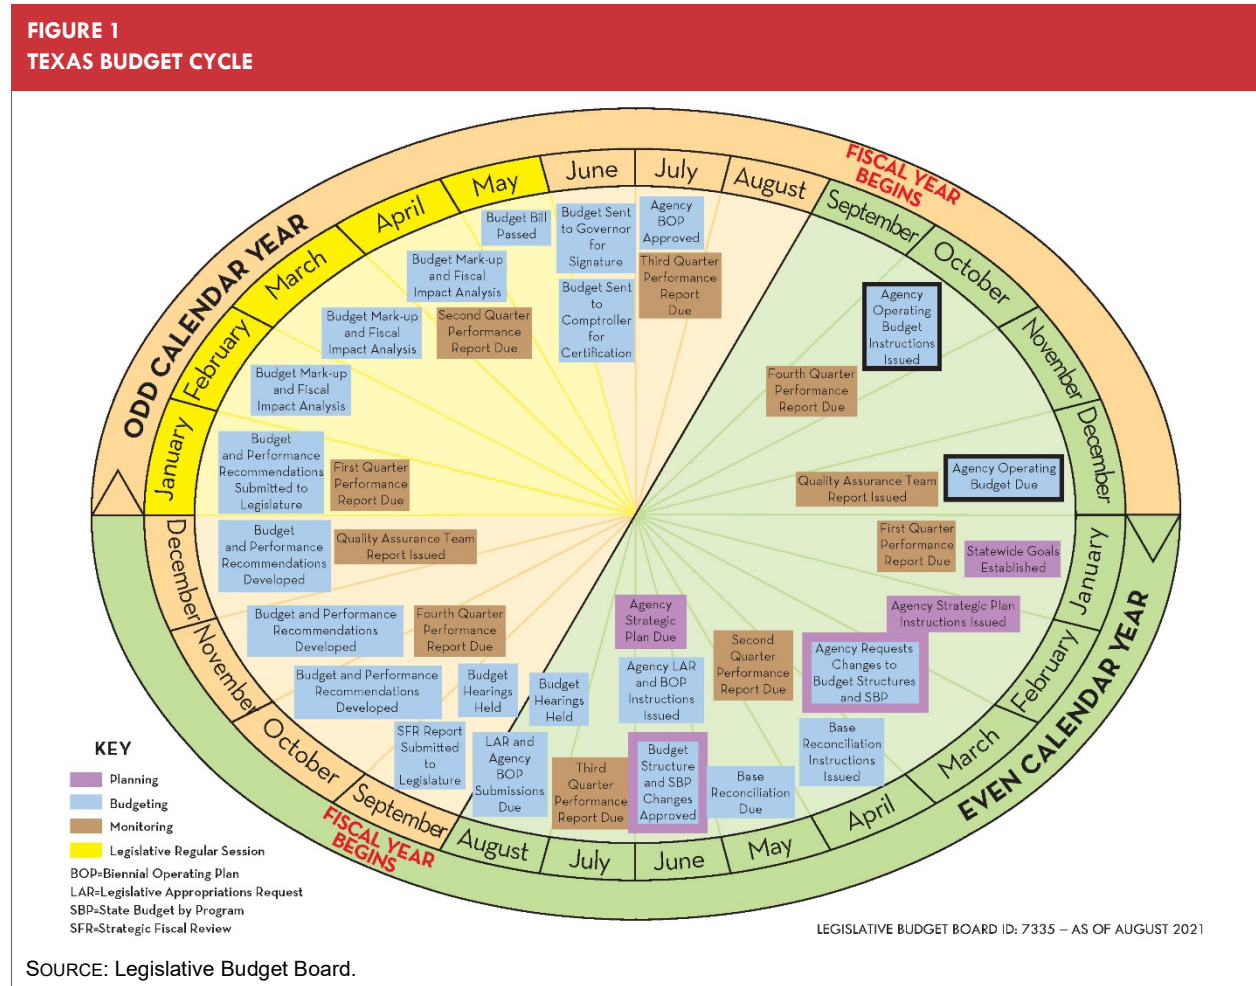 FIGURE 1
TEXAS BUDGET CYCLE
ODD CALENDAR YEAR
FISCAL YEAR
BEGINS
EVEN CALENDAR YEAR
FISCAL YEAR
BEGINS
January
February
March
April
May
June
July
August
September
October
November
December
January
February
March
April
May
June
July
August
September
October
November
December
Budget
and Performance
Recommendations
Submitted to
Legislature
First Quarter
Performance
Report Due
Budget Mark-up
and Fiscal
Impact Analysis
Budget Mark-up
and Fiscal
Impact Analysis
Second Quarter
Performance
Report Due
Budget Mark-up
and Fiscal
Impact Analysis
Budget Bill
Passed
Budget Sent
to Governor
for
Signature
Budget Sent
to
Comptroller
for
Certification
Agency
BOP
Approved
Third Quarter
Performance
Report
Due
Agency
Operating
Budget
Instructions
Issued
Fourth Quarter
Performance
Report Due
Quality Assurance Team
Report Issued
Agency Operating
Budget Due
First Quarter
Performance
Report Due
Statewide Goals
Established
Agency Strategic Plan
Instructions Issued
Agency Requests
Changes to
Budget Structures
and SBP
Second
Quarter
Performance
Report Due
Base
Reconciliation
Instructions
Issued
Base
Reconciliation
Due
Agency
Strategic
Plan Due
Agency LAR
and BOP
Instructions
Issued
Budget
Structure
and SBP
Changes
Approved
Third
Quarter
Performance
Report Due
Budget
Hearings
Held
LAR and
Agency
BOP
Submissions
Due
Budget
Hearings
Held
SFR Report
Submitted
to
Legislature
Budget and Performance
Recommendations
Developed
Fourth Quarter
Performance
Report Due
Budget and Performance
Recommendations
Developed
Budget
and Performance
Recommendations
Developed
Quality Assurance Team
Report Issued
KEY
Planning
Budgeting
Monitoring
Legislative Regular Session
BOP=Biennial Operating Plan
LAR=Legislative Appropriations Request
SBP=State Budget by Program
SFR=Strategic Fiscal Review
LEGISLATIVE BUDGET BOARD ID: 7335 – AS OF AUGUST 2021
SOURCE: Legislative Budget Board.